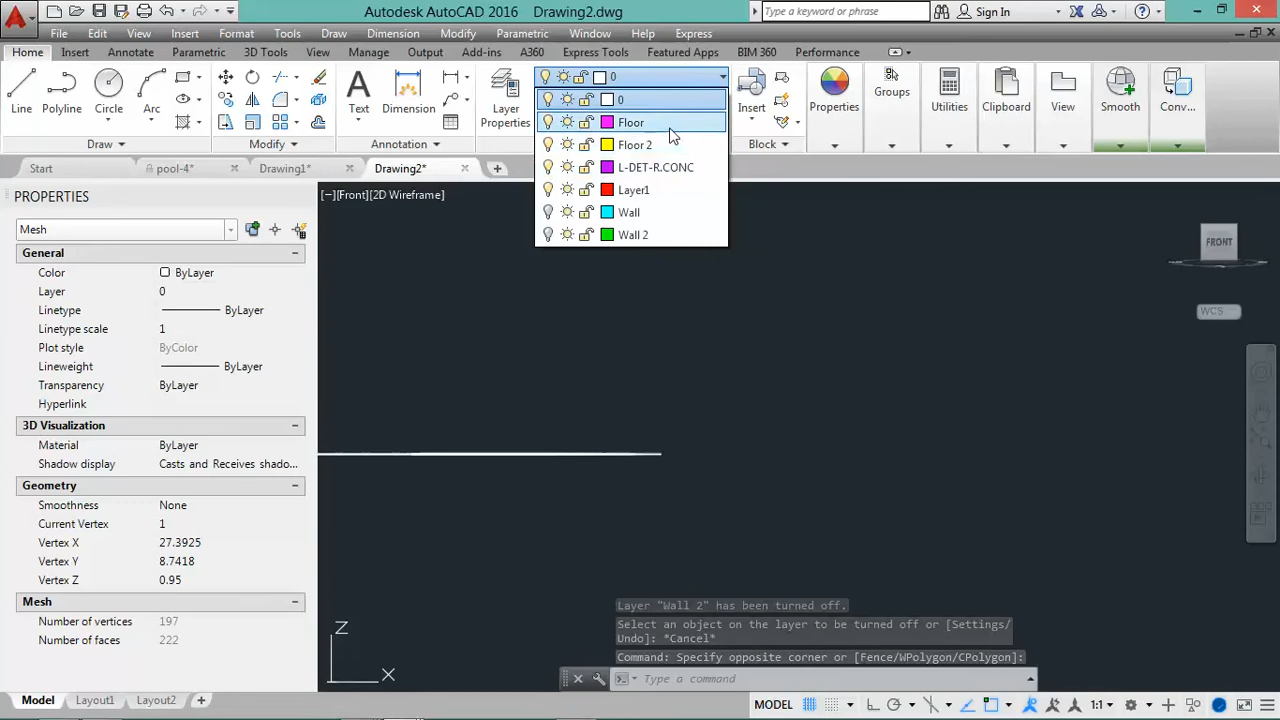 Autodesk AutoCAD 2016 Drawing2.dwg
Type a keyword or phrase
Sign In
File Edit View Insert Format Tools Draw Dimension Modify Parametric Window Help Express
Home Insert Annotate Parametric 3D Tools View Manage Output Add-ins A360 Express Tools Featured Apps BIM 360 Performance
Line Polyline Circle Arc
Text Dimension
Layer
Properties
Insert
Properties
Groups
Utilities
Clipboard
View
Smooth
Conv...
Draw
Modify
Annotation
Block
0
0
Floor
Floor 2
L-DET-R.CONC
Layer1
Wall
Wall 2
Start
pool-4*
Drawing1*
Drawing2*
PROPERTIES
Mesh
General
Color ByLayer
Layer 0
Linetype ByLayer
Linetype scale 1
Plot style ByColor
Lineweight ByLayer
Transparency ByLayer
Hyperlink
3D Visualization
Material ByLayer
Shadow display Casts and Receives shado...
Geometry
Smoothness None
Current Vertex 1
Vertex X 27.3925
Vertex Y 8.7418
Vertex Z 0.95
Mesh
Number of vertices 197
Number of faces 222
[−][Front][2D Wireframe]
FRONT
WCS
Z
X
Layer "Wall 2" has been turned off.
Select an object on the layer to be turned off or [Settings/
Undo]: *Cancel*
Command: Specify opposite corner or [Fence/WPolygon/CPolygon]:
Type a command
Model Layout1 Layout2 +
MODEL
1:1